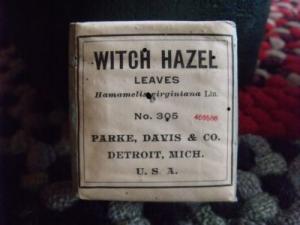 WITCH HAZEL
LEAVES
Hamamelis virginiana Lin.
No. 305
PARKE, DAVIS & CO.
DETROIT, MICH.
U. S. A.